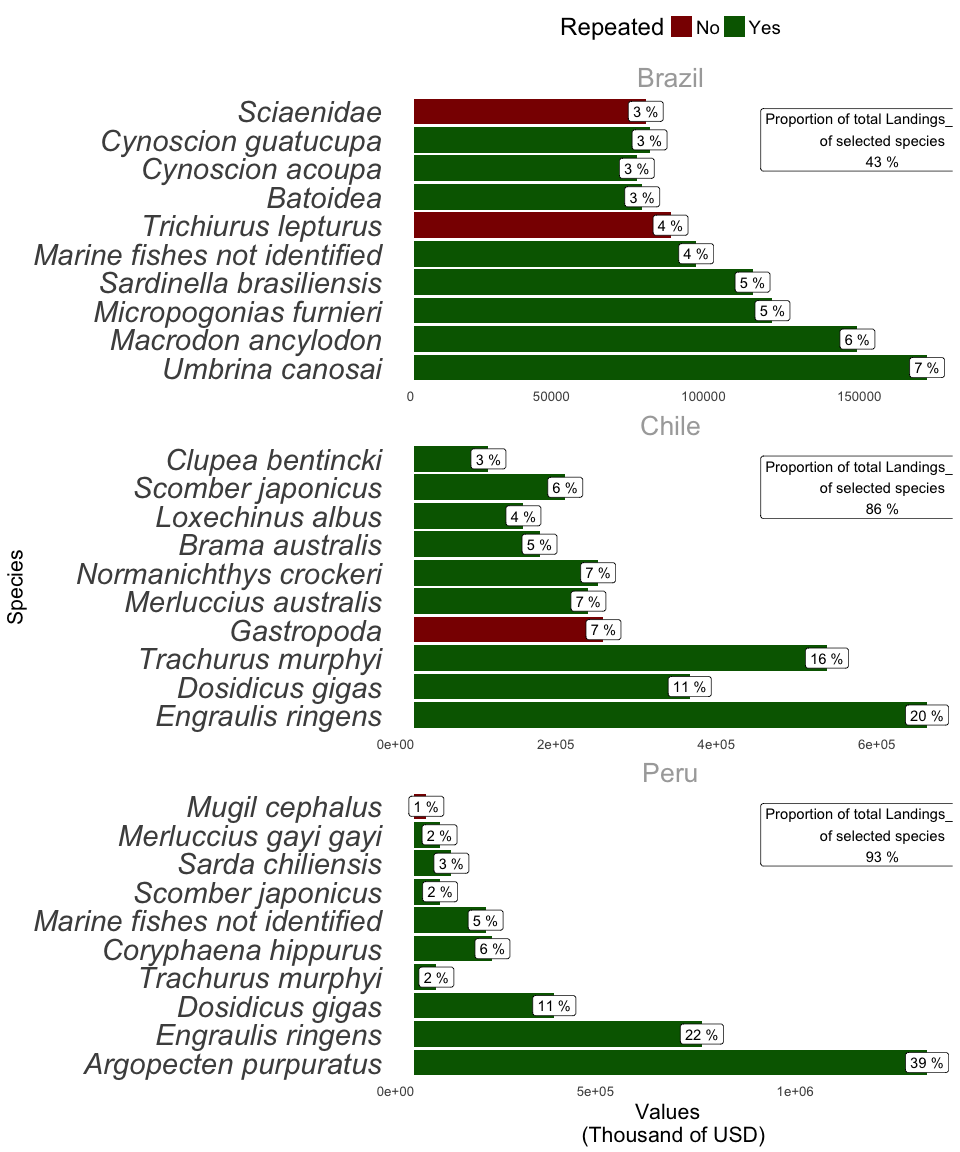 Repeated No Yes
Brazil
Sciaenidae 3 %
Cynoscion guatucupa 3 %
Cynoscion acoupa 3 %
Batoidea 3 %
Trichiurus lepturus 4 %
Marine fishes not identified 4 %
Sardinella brasiliensis 5 %
Micropogonias furnieri 5 %
Macrodon ancylodon 6 %
Umbrina canosai 7 %
Proportion of total Landings_
of selected species
43 %
0 50000 100000 150000
Chile
Clupea bentincki 3 %
Scomber japonicus 6 %
Loxechinus albus 4 %
Brama australis 5 %
Normanichthys crockeri 7 %
Merluccius australis 7 %
Gastropoda 7 %
Trachurus murphyi 16 %
Dosidicus gigas 11 %
Engraulis ringens 20 %
Proportion of total Landings_
of selected species
86 %
0e+00 2e+05 4e+05 6e+05
Species
Peru
Mugil cephalus 1 %
Merluccius gayi gayi 2 %
Sarda chiliensis 3 %
Scomber japonicus 2 %
Marine fishes not identified 5 %
Coryphaena hippurus 6 %
Trachurus murphyi 2 %
Dosidicus gigas 11 %
Engraulis ringens 22 %
Argopecten purpuratus 39 %
Proportion of total Landings_
of selected species
93 %
0e+00 5e+05 1e+06
Values
(Thousand of USD)